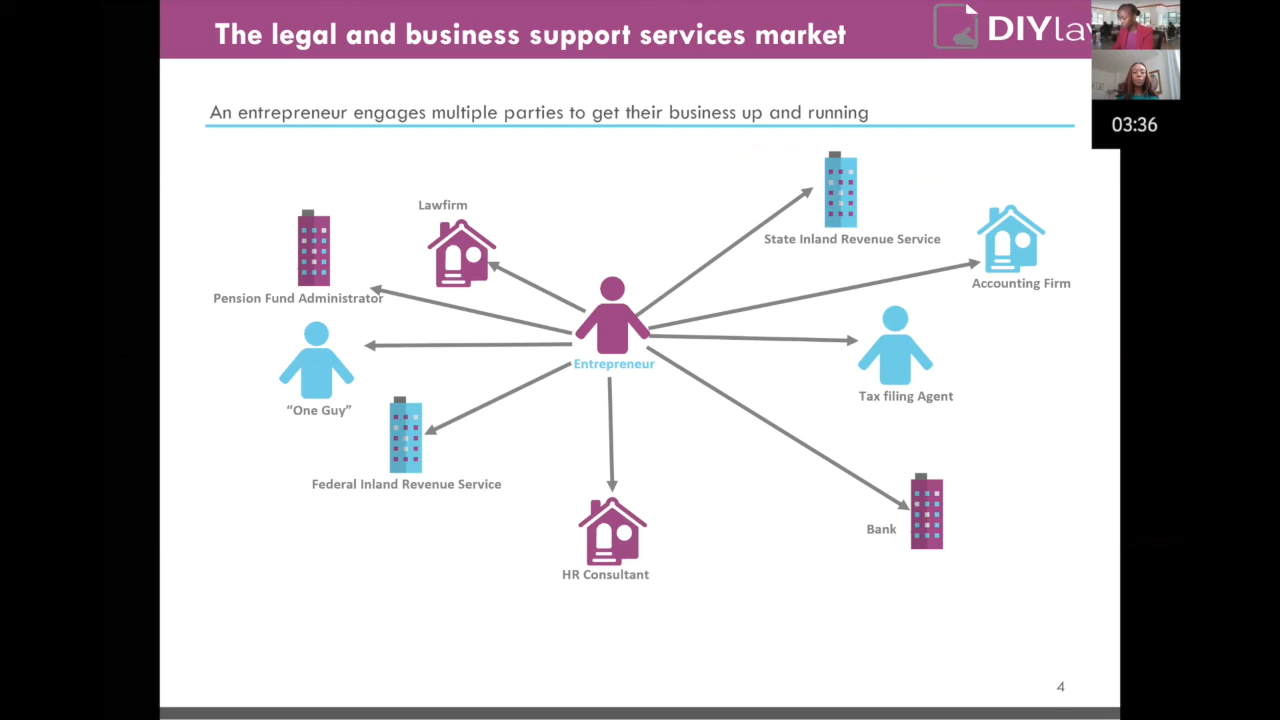 The legal and business support services market
DIYla
03:36
An entrepreneur engages multiple parties to get their business up and running
Lawfirm
State Inland Revenue Service
Accounting Firm
Pension Fund Administrator
Entrepreneur
Tax filing Agent
“One Guy”
Federal Inland Revenue Service
Bank
HR Consultant
4